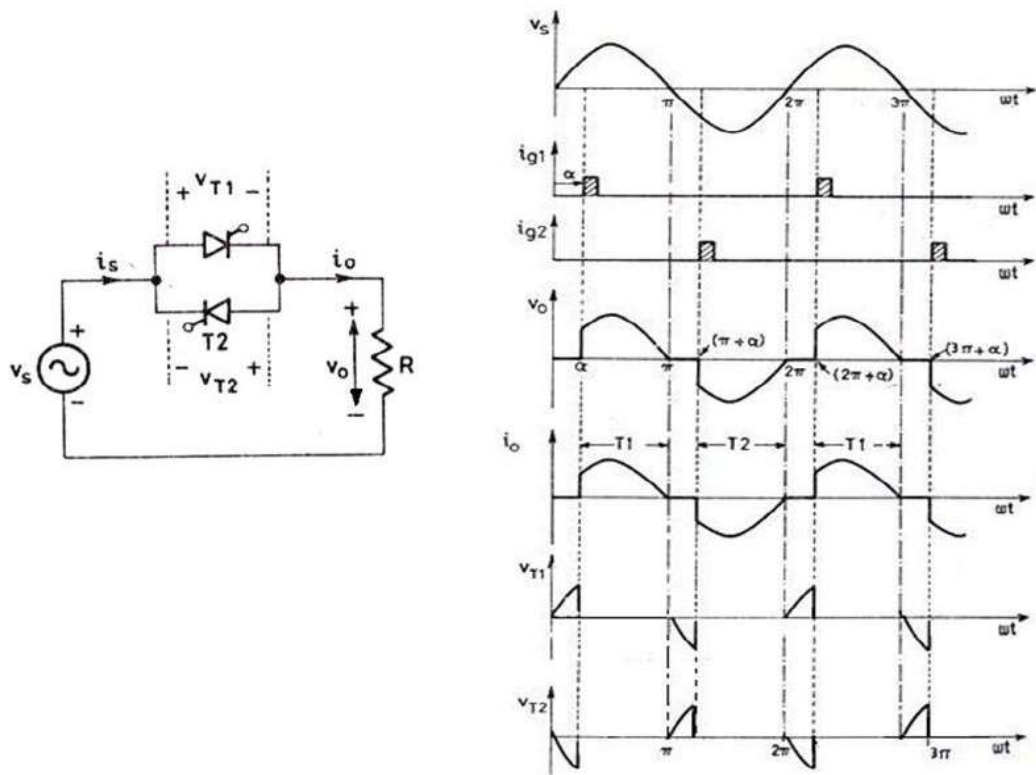 + vT1 −
is
io
T2
− vT2 +
vs
+
−
+
vo
−
R
vs
π
2π
3π
ωt
ig1
α
ωt
ig2
ωt
vo
α
π
(π+α)
2π
(2π+α)
(3π+α)
ωt
io
T1
T2
T1
ωt
vT1
ωt
vT2
π
2π
3π
ωt